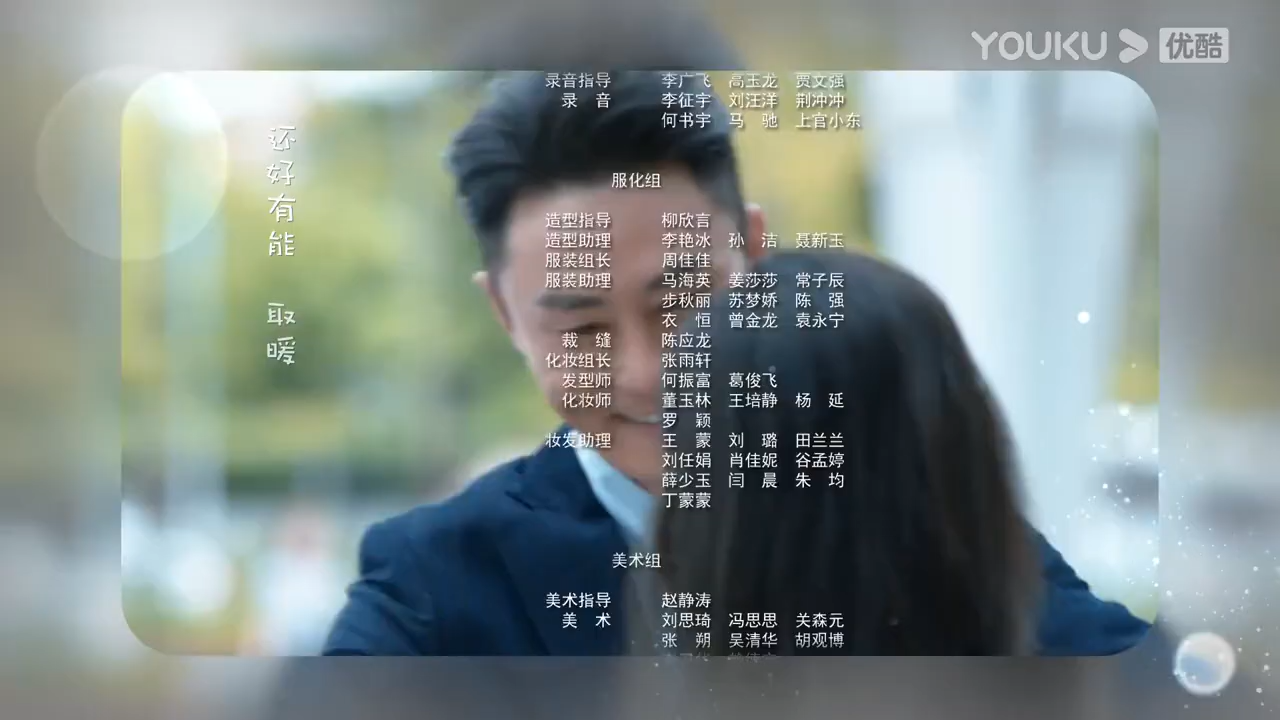 YOUKU 优酷
还好有能 取暖
录音指导 李广飞 高玉龙 贾文强
录 音 李征宇 刘汪洋 荆冲冲
何书宇 马 驰 上官小东
服化组
造型指导 柳欣言
造型助理 李艳冰 孙 洁 聂新玉
服装组长 周佳佳
服装助理 马海英 姜莎莎 常子辰
步秋丽 苏梦娇 陈 强
衣 恒 曾金龙 袁永宁
裁 缝 陈应龙
化妆组长 张雨轩
发型师 何振富 葛俊飞
化妆师 董玉林 王培静 杨 延
罗 颖
妆发助理 王 蒙 刘 璐 田兰兰
刘任娟 肖佳妮 谷孟婷
薛少玉 闫 晨 朱 均
丁蒙蒙
美术组
美术指导 赵静涛
美 术 刘思琦 冯思思 关森元
张 朔 吴清华 胡观博